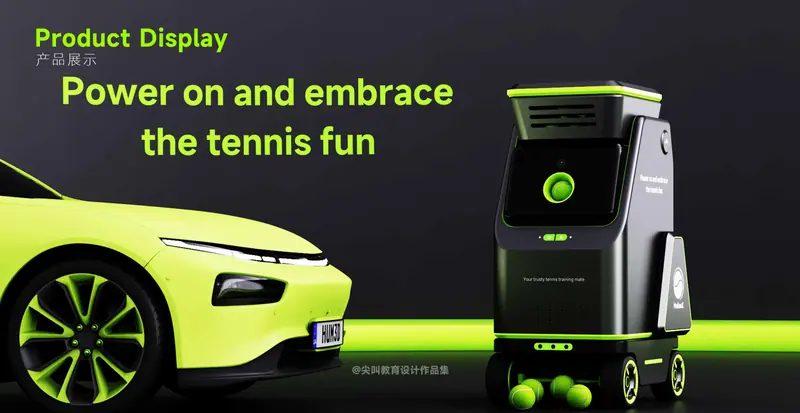 Product Display
产品展示
Power on and embrace
the tennis fun
Power on and embrace
the tennis fun
Your trusty tennis training mate
HUM3D
@尖叫教育设计作品集